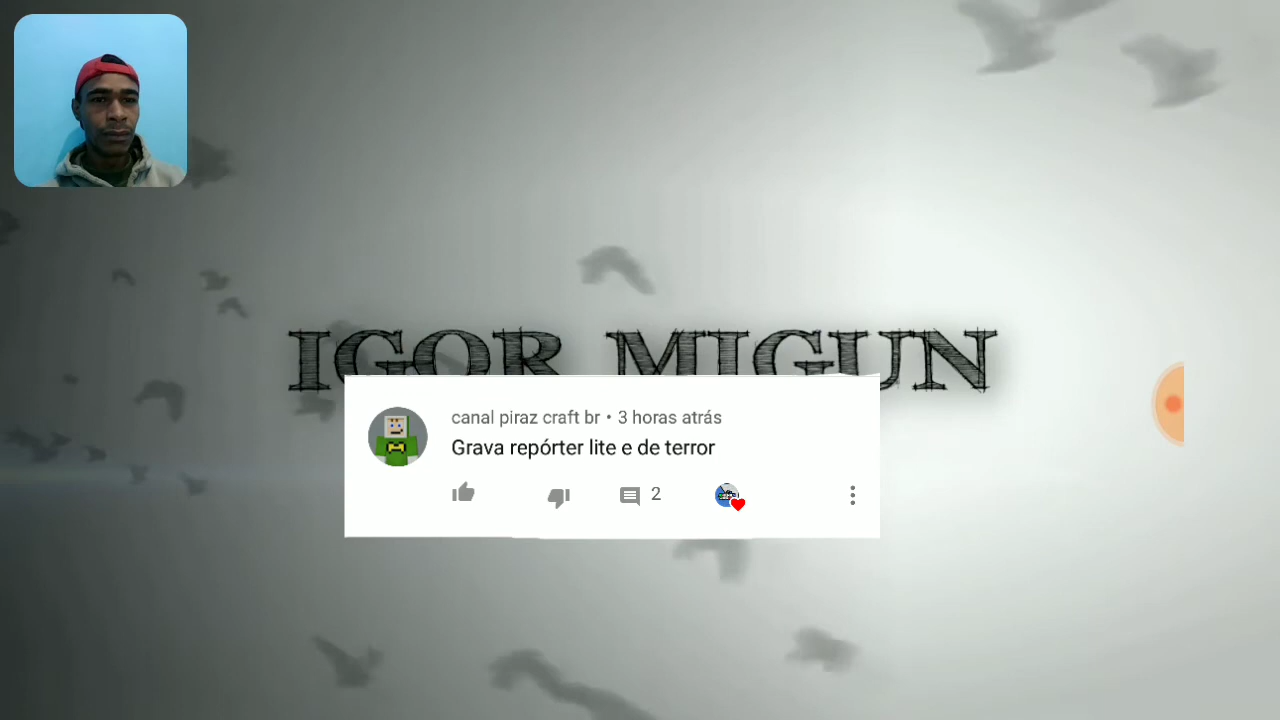 IGOR MIGUN
canal piraz craft br • 3 horas atrás
Grava repórter lite e de terror
2